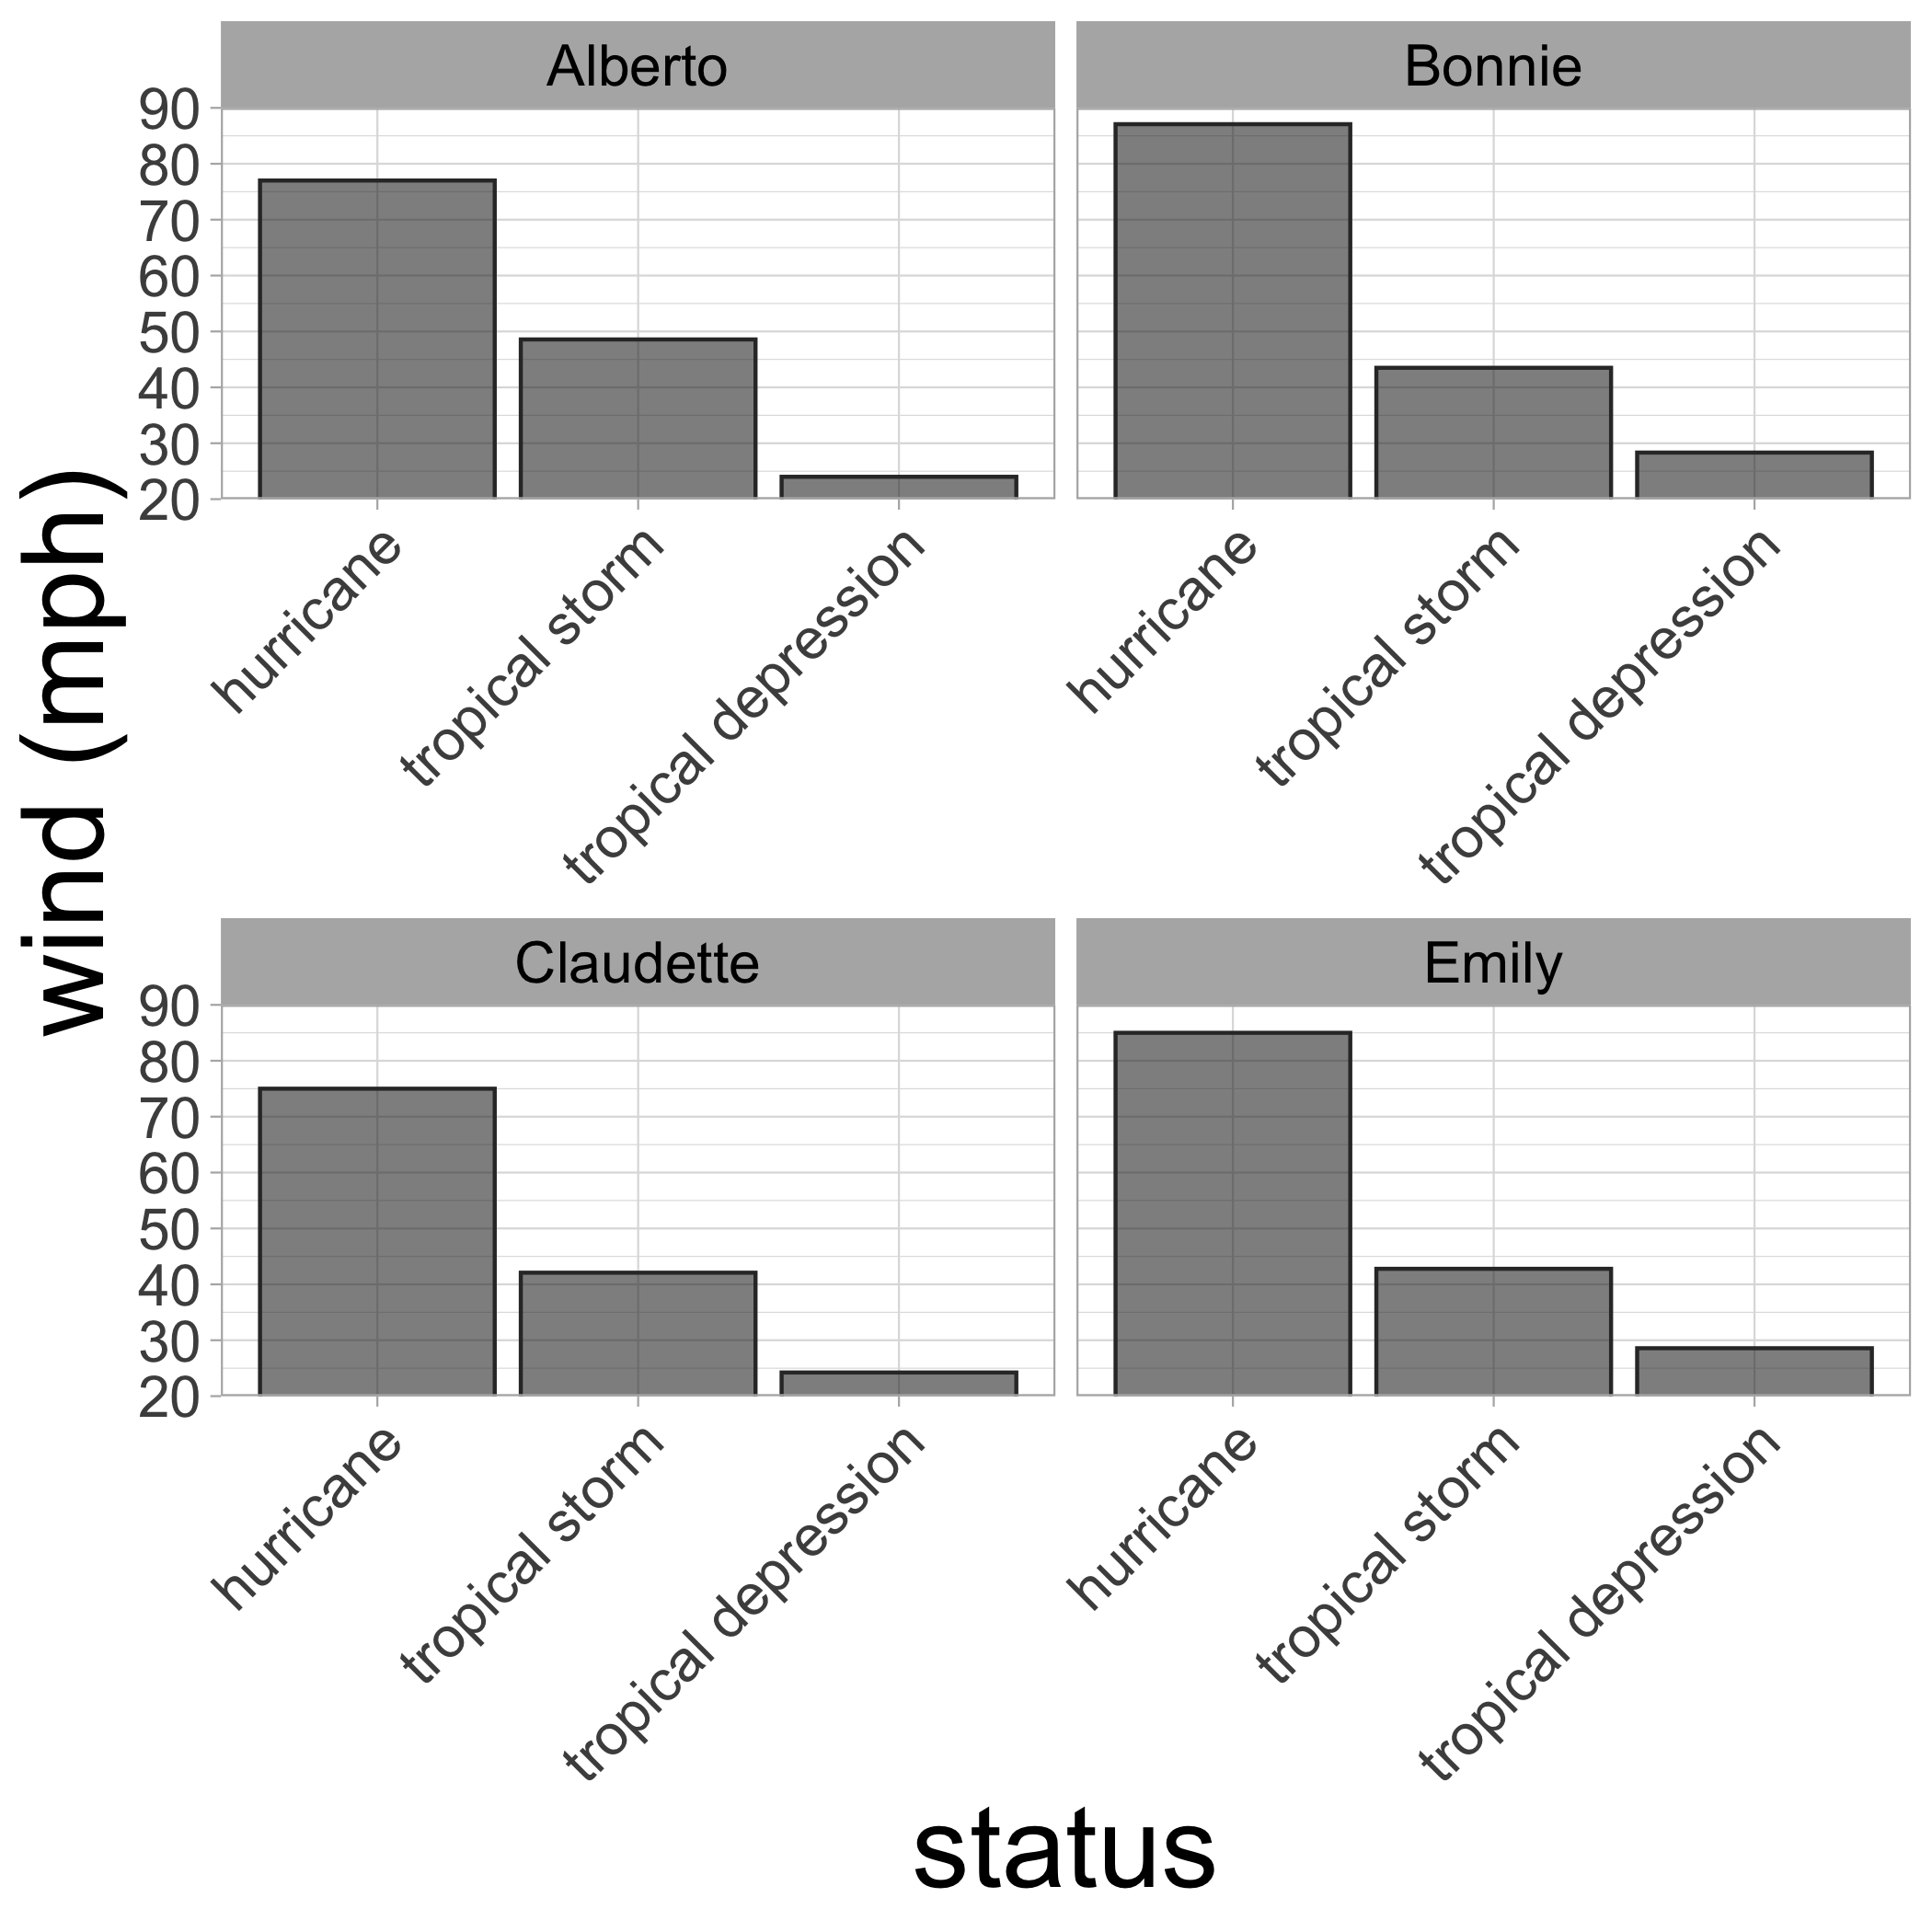 Alberto
Bonnie
90
80
70
60
50
40
30
20
hurricane
tropical storm
tropical depression
hurricane
tropical storm
tropical depression
wind (mph)
Claudette
Emily
90
80
70
60
50
40
30
20
hurricane
tropical storm
tropical depression
hurricane
tropical storm
tropical depression
status